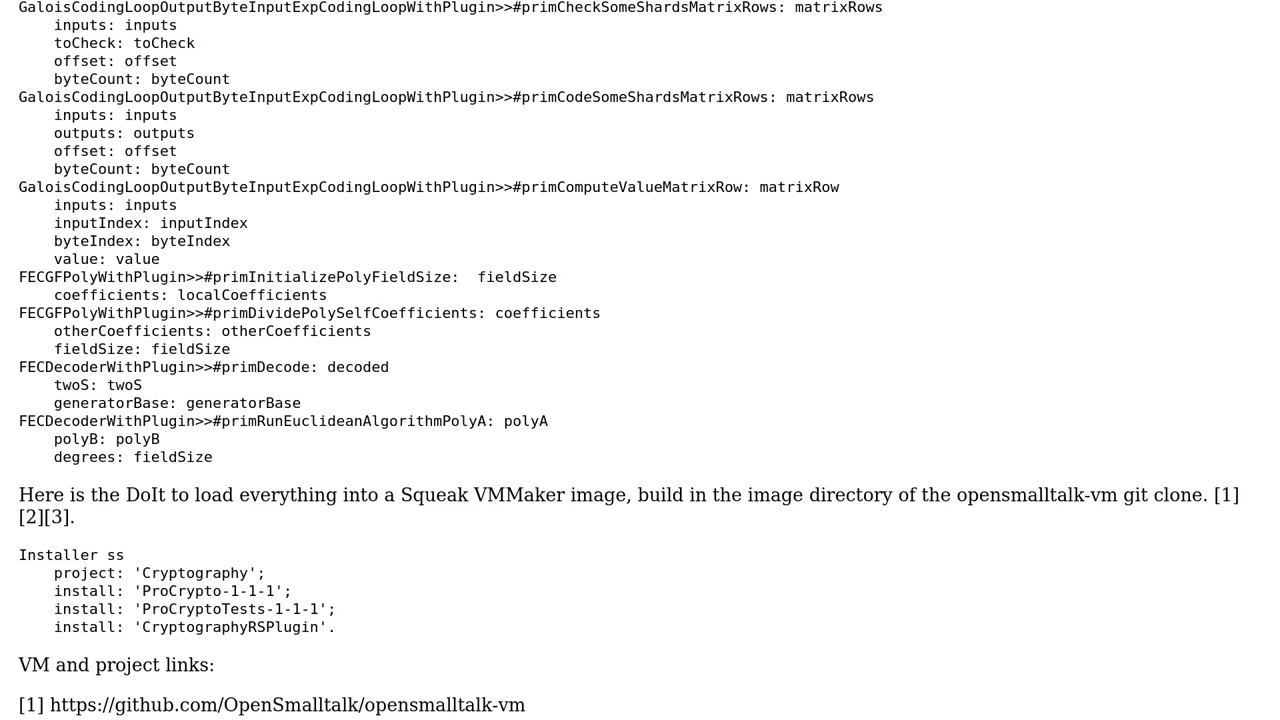 GaloisCodingLoopOutputByteInputExpCodingLoopWithPlugin>>#primCheckSomeShardsMatrixRows: matrixRows
    inputs: inputs
    toCheck: toCheck
    offset: offset
    byteCount: byteCount
GaloisCodingLoopOutputByteInputExpCodingLoopWithPlugin>>#primCodeSomeShardsMatrixRows: matrixRows
    inputs: inputs
    outputs: outputs
    offset: offset
    byteCount: byteCount
GaloisCodingLoopOutputByteInputExpCodingLoopWithPlugin>>#primComputeValueMatrixRow: matrixRow
    inputs: inputs
    inputIndex: inputIndex
    byteIndex: byteIndex
    value: value
FECGFPolyWithPlugin>>#primInitializePolyFieldSize:  fieldSize
    coefficients: localCoefficients
FECGFPolyWithPlugin>>#primDividePolySelfCoefficients: coefficients
    otherCoefficients: otherCoefficients
    fieldSize: fieldSize
FECDecoderWithPlugin>>#primDecode: decoded
    twoS: twoS
    generatorBase: generatorBase
FECDecoderWithPlugin>>#primRunEuclideanAlgorithmPolyA: polyA
    polyB: polyB
    degrees: fieldSize
Here is the DoIt to load everything into a Squeak VMMaker image, build in the image directory of the opensmalltalk-vm git clone. [1]
[2][3].
Installer ss
    project: 'Cryptography';
    install: 'ProCrypto-1-1-1';
    install: 'ProCryptoTests-1-1-1';
    install: 'CryptographyRSPlugin'.
VM and project links:
[1] https://github.com/OpenSmalltalk/opensmalltalk-vm